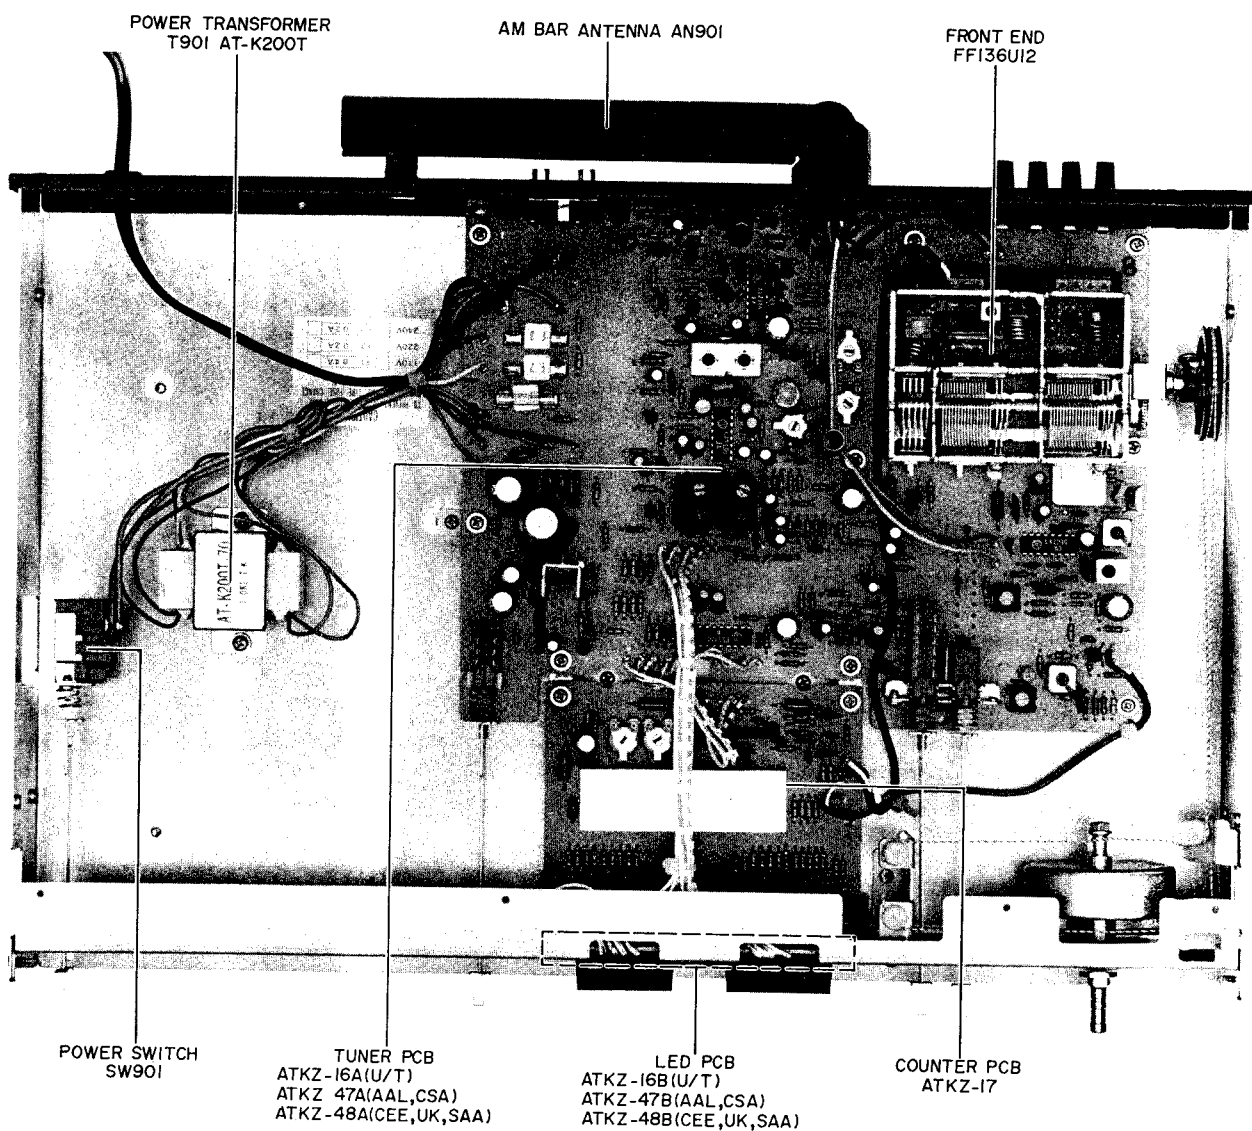 POWER TRANSFORMER
T901 AT-K200T
AM BAR ANTENNA AN901
FRONT END
FF136U12
240V
220V
AT-K200T
POWER SWITCH
SW901
TUNER PCB
ATKZ-16A(U/T)
ATKZ 47A(AAL,CSA)
ATKZ-48A(CEE,UK,SAA)
LED PCB
ATKZ-16B(U/T)
ATKZ-47B(AAL,CSA)
ATKZ-48B(CEE,UK,SAA)
COUNTER PCB
ATKZ-17